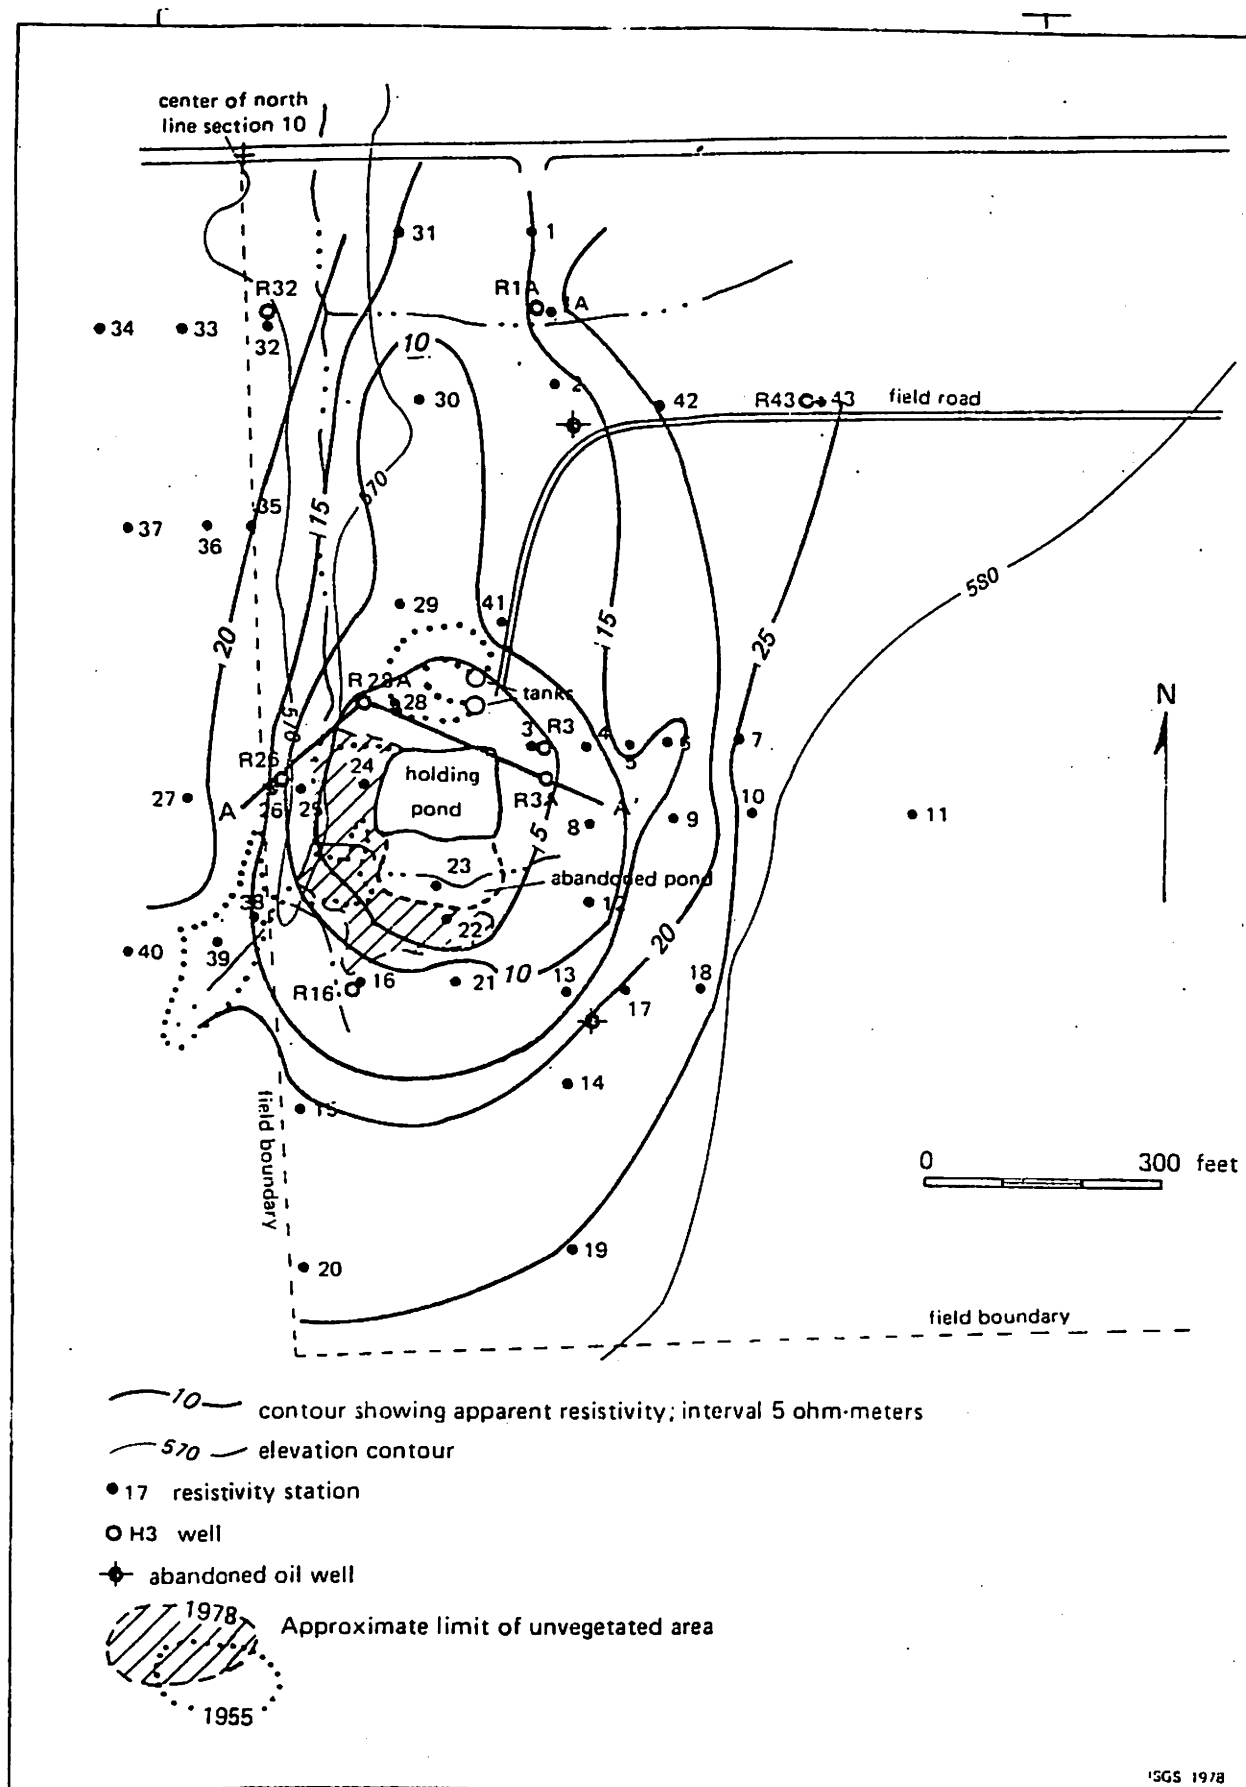 center of north
line section 10
31
1
R32
R1A
1A
34
33
32
10
30
2
42
R43
43
field road
570
15
35
37
36
580
29
41
20
15
25
N
R28A
28
tanks
3
R3
4
5
6
7
R26
24
holding
pond
570
27
A
26
25
R3A
A'
8
9
10
11
5
23
abandoned pond
38
12
22
20
40
39
10
R16
16
21
13
17
18
14
15
field boundary
0
300 feet
19
20
field boundary
10
contour showing apparent resistivity; interval 5 ohm-meters
570
elevation contour
17 resistivity station
H3 well
abandoned oil well
1978
Approximate limit of unvegetated area
1955
ISGS 1978